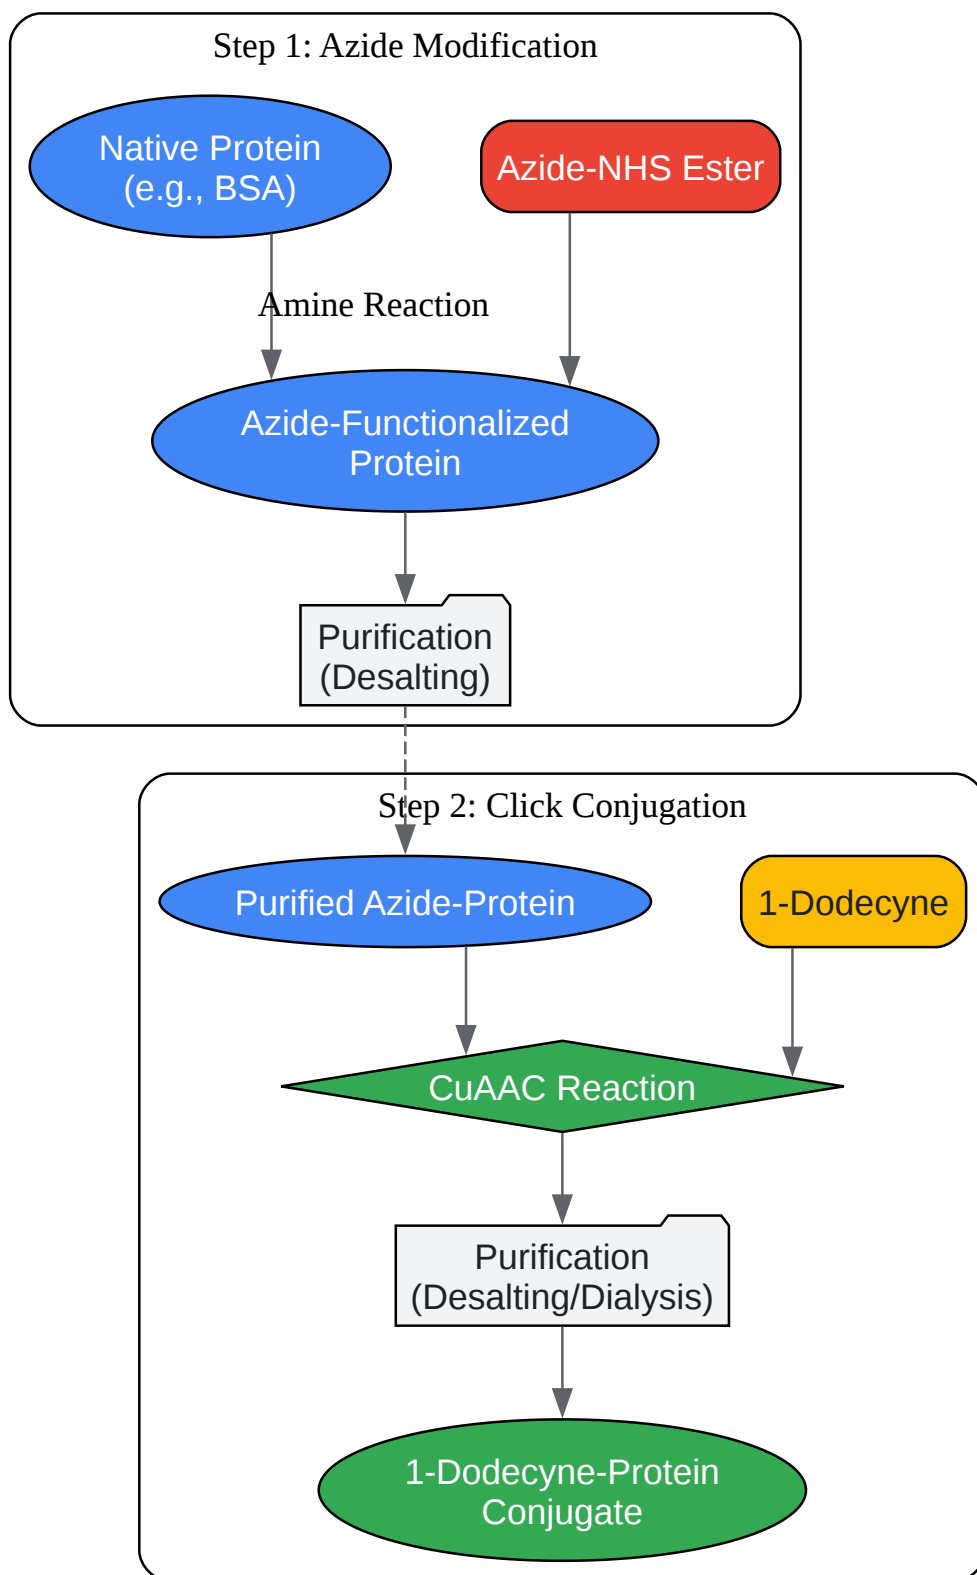 Step 1: Azide Modification
Native Protein
(e.g., BSA)
Azide-NHS Ester
Amine Reaction
Azide-Functionalized
Protein
Purification
(Desalting)
Step 2: Click Conjugation
Purified Azide-Protein
1-Dodecyne
CuAAC Reaction
Purification
(Desalting/Dialysis)
1-Dodecyne-Protein
Conjugate